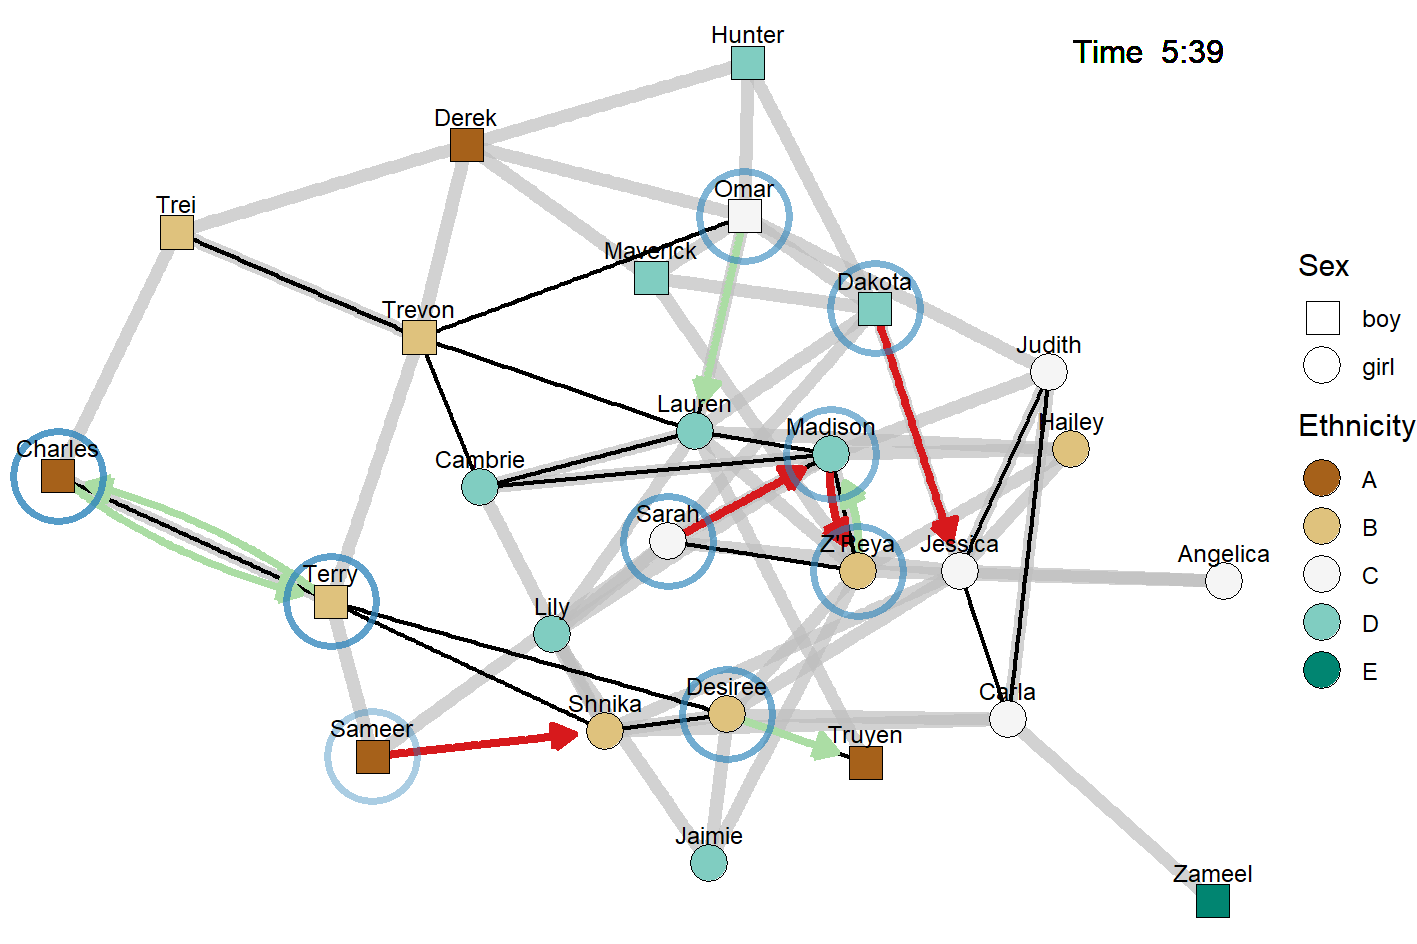 Hunter
Time 5:39
Derek
Omar
Trei
Maverick
Dakota
Trevon
Judith
Lauren
Madison
Hailey
Charles
Cambrie
Sarah
Z'Reya
Jessica
Angelica
Terry
Lily
Desiree
Carla
Shnika
Sameer
Truyen
Jaimie
Zameel
Sex
boy
girl
Ethnicity
A
B
C
D
E